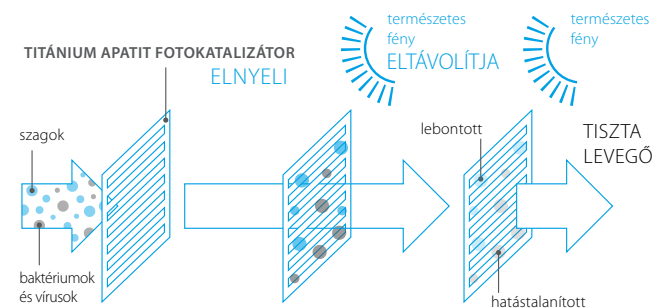 TITÁNIUM APATIT FOTOKATALIZÁTOR
ELNYELI
természetes
fény
ELTÁVOLÍTJA
természetes
fény
szagok
lebontott
TISZTA
LEVEGŐ
baktériumok
és vírusok
hatástalanított